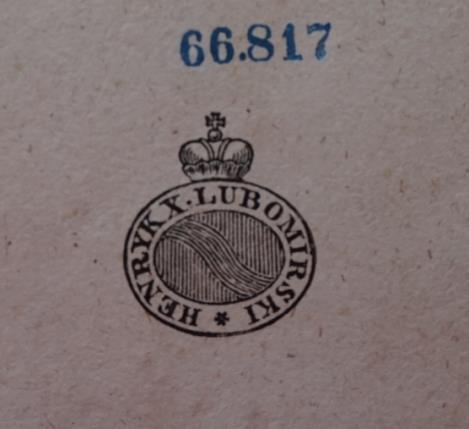 66.817
HENRYK X. LUBOMIRSKI *